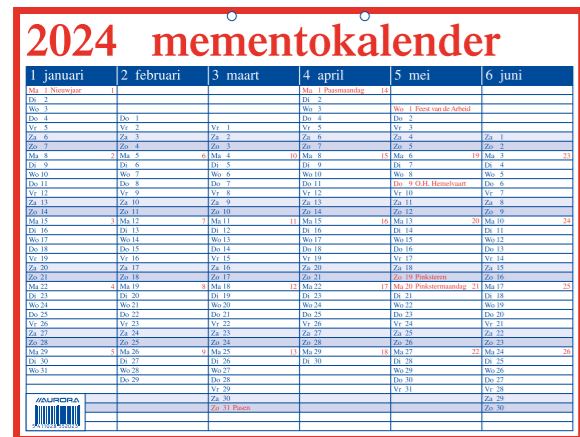 2024 mementokalender
1 januari 2 februari 3 maart 4 april 5 mei 6 juni
Ma 1 Nieuwjaar 1 Ma 1 Paasmaandag 14
Di 2 Di 2
Wo 3 Wo 3 Wo 1 Feest van de Arbeid
Do 4 Do 1 Do 4 Do 2
Vr 5 Vr 2 Vr 1 Vr 5 Vr 3
Za 6 Za 3 Za 2 Za 6 Za 4 Za 1
Zo 7 Zo 4 Zo 3 Zo 7 Zo 5 Zo 2
Ma 8 2 Ma 5 6 Ma 4 10 Ma 8 15 Ma 6 19 Ma 3 23
Di 9 Di 6 Di 5 Di 9 Di 7 Di 4
Wo 10 Wo 7 Wo 6 Wo 10 Wo 8 Wo 5
Do 11 Do 8 Do 7 Do 11 Do 9 O.H. Hemelvaart Do 6
Vr 12 Vr 9 Vr 8 Vr 12 Vr 10 Vr 7
Za 13 Za 10 Za 9 Za 13 Za 11 Za 8
Zo 14 Zo 11 Zo 10 Zo 14 Zo 12 Zo 9
Ma 15 3 Ma 12 7 Ma 11 11 Ma 15 16 Ma 13 20 Ma 10 24
Di 16 Di 13 Di 12 Di 16 Di 14 Di 11
Wo 17 Wo 14 Wo 13 Wo 17 Wo 15 Wo 12
Do 18 Do 15 Do 14 Do 18 Do 16 Do 13
Vr 19 Vr 16 Vr 15 Vr 19 Vr 17 Vr 14
Za 20 Za 17 Za 16 Za 20 Za 18 Za 15
Zo 21 Zo 18 Zo 17 Zo 21 Zo 19 Pinksteren Zo 16
Ma 22 4 Ma 19 8 Ma 18 12 Ma 22 17 Ma 20 Pinkstermaandag 21 Ma 17 25
Di 23 Di 20 Di 19 Di 23 Di 21 Di 18
Wo 24 Wo 21 Wo 20 Wo 24 Wo 22 Wo 19
Do 25 Do 22 Do 21 Do 25 Do 23 Do 20
Vr 26 Vr 23 Vr 22 Vr 26 Vr 24 Vr 21
Za 27 Za 24 Za 23 Za 27 Za 25 Za 22
Zo 28 Zo 25 Zo 24 Zo 28 Zo 26 Zo 23
Ma 29 5 Ma 26 9 Ma 25 13 Ma 29 18 Ma 27 22 Ma 24 26
Di 30 Di 27 Di 26 Di 30 Di 28 Di 25
Wo 31 Wo 28 Wo 27 Wo 29 Wo 26
Do 29 Do 28 Do 30 Do 27
Vr 29 Vr 31 Vr 28
AURORA Za 30 Za 29
Zo 31 Pasen Zo 30